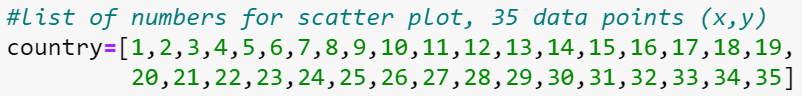 #list of numbers for scatter plot, 35 data points (x,y)
country=[1,2,3,4,5,6,7,8,9,10,11,12,13,14,15,16,17,18,19,
20,21,22,23,24,25,26,27,28,29,30,31,32,33,34,35]